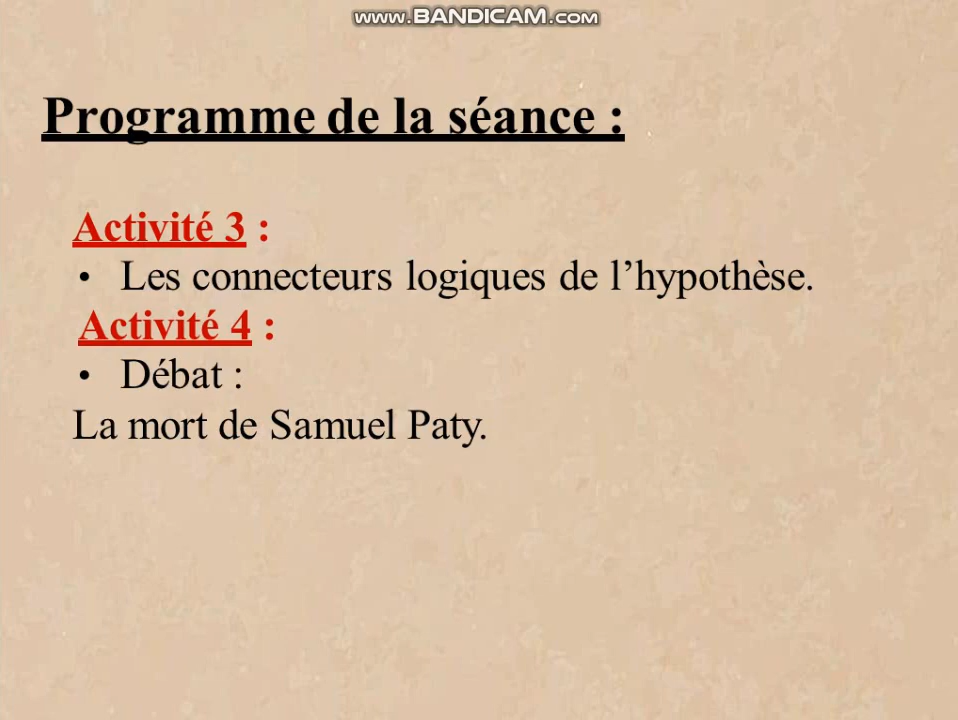 www.BANDICAM.com
Programme de la séance :
Activité 3 :
• Les connecteurs logiques de l’hypothèse.
Activité 4 :
• Débat :
La mort de Samuel Paty.